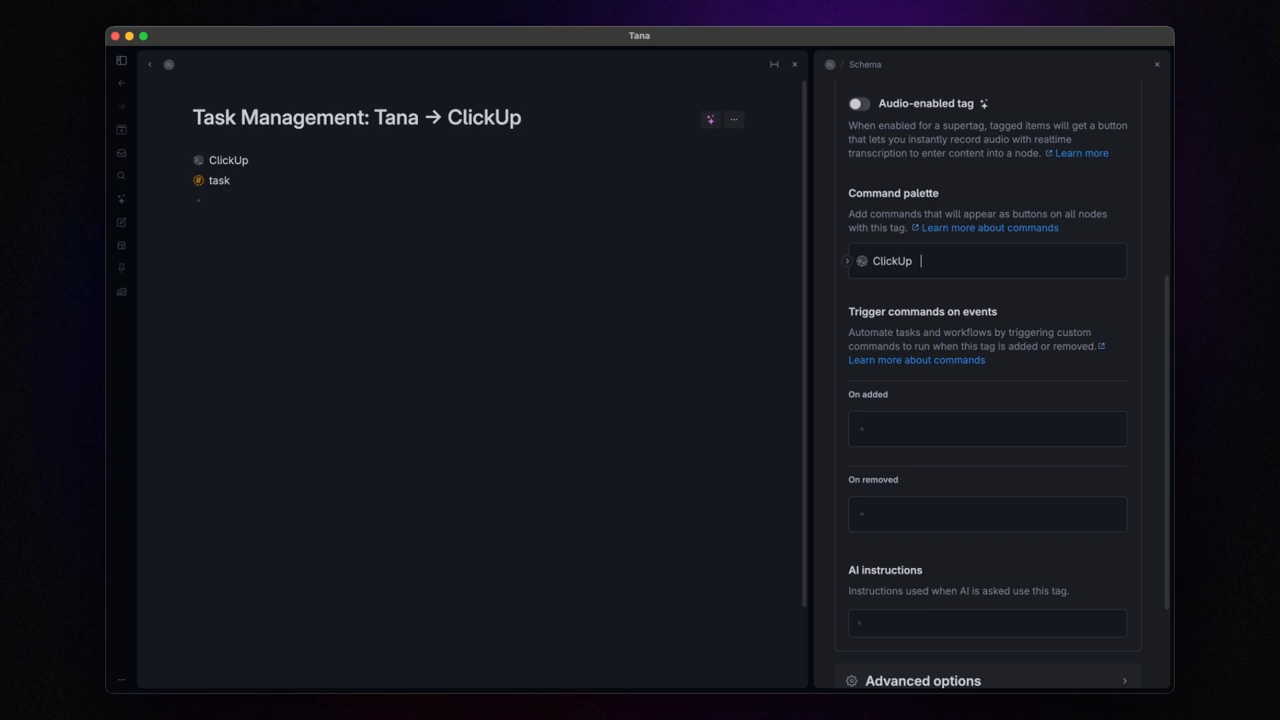 Tana
Task Management: Tana → ClickUp
ClickUp
task
/ Schema
Audio-enabled tag
When enabled for a supertag, tagged items will get a button
that lets you instantly record audio with realtime
transcription to enter content into a node. Learn more
Command palette
Add commands that will appear as buttons on all nodes
with this tag. Learn more about commands
ClickUp
Trigger commands on events
Automate tasks and workflows by triggering custom
commands to run when this tag is added or removed.
Learn more about commands
On added
On removed
AI instructions
Instructions used when AI is asked use this tag.
Advanced options